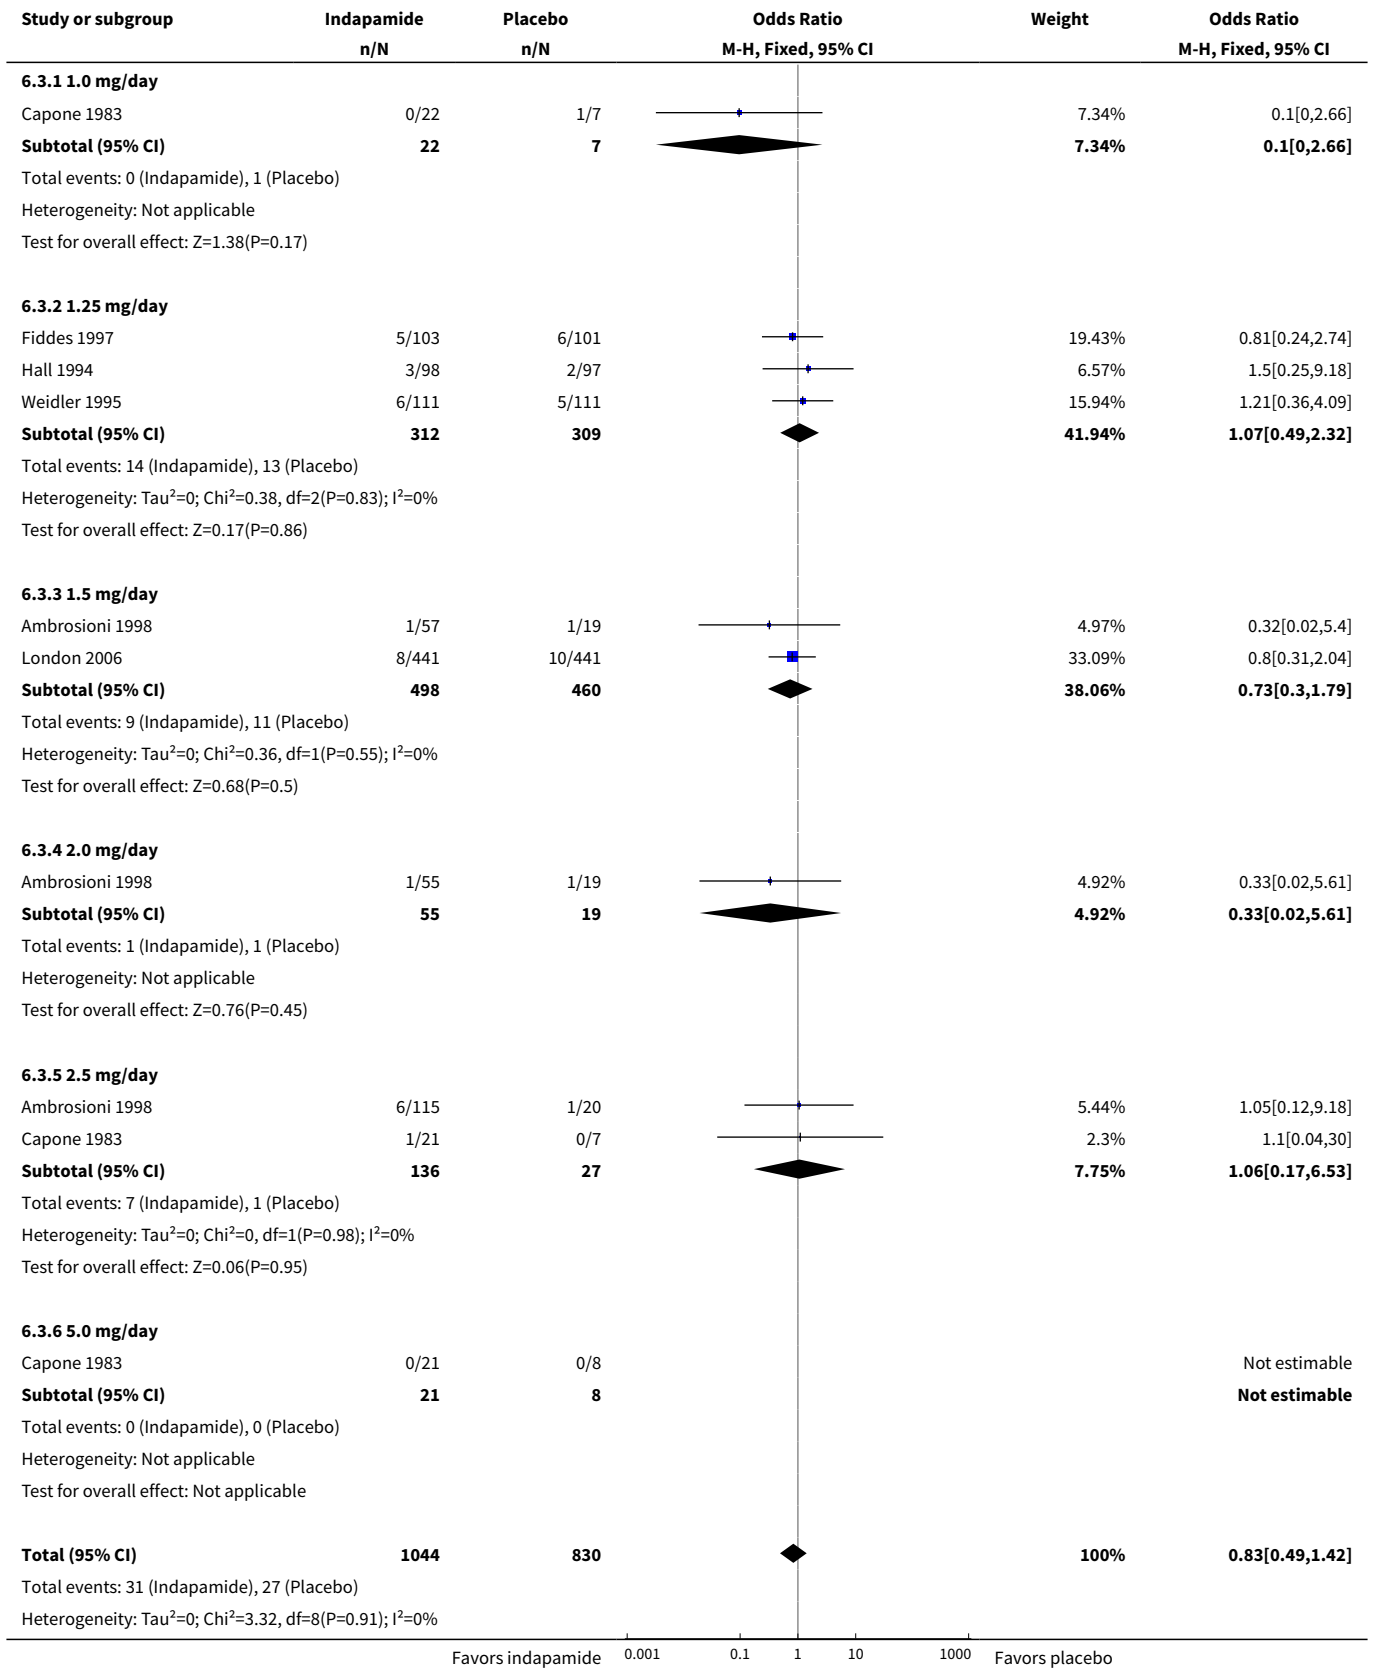 Study or subgroup Indapamide Placebo Odds Ratio Weight Odds Ratio
n/N n/N M-H, Fixed, 95% CI M-H, Fixed, 95% CI
6.3.1 1.0 mg/day
Capone 1983 0/22 1/7 7.34% 0.1[0,2.66]
Subtotal (95% CI) 22 7 7.34% 0.1[0,2.66]
Total events: 0 (Indapamide), 1 (Placebo)
Heterogeneity: Not applicable
Test for overall effect: Z=1.38(P=0.17)
6.3.2 1.25 mg/day
Fiddes 1997 5/103 6/101 19.43% 0.81[0.24,2.74]
Hall 1994 3/98 2/97 6.57% 1.5[0.25,9.18]
Weidler 1995 6/111 5/111 15.94% 1.21[0.36,4.09]
Subtotal (95% CI) 312 309 41.94% 1.07[0.49,2.32]
Total events: 14 (Indapamide), 13 (Placebo)
Heterogeneity: Tau²=0; Chi²=0.38, df=2(P=0.83); I²=0%
Test for overall effect: Z=0.17(P=0.86)
6.3.3 1.5 mg/day
Ambrosioni 1998 1/57 1/19 4.97% 0.32[0.02,5.4]
London 2006 8/441 10/441 33.09% 0.8[0.31,2.04]
Subtotal (95% CI) 498 460 38.06% 0.73[0.3,1.79]
Total events: 9 (Indapamide), 11 (Placebo)
Heterogeneity: Tau²=0; Chi²=0.36, df=1(P=0.55); I²=0%
Test for overall effect: Z=0.68(P=0.5)
6.3.4 2.0 mg/day
Ambrosioni 1998 1/55 1/19 4.92% 0.33[0.02,5.61]
Subtotal (95% CI) 55 19 4.92% 0.33[0.02,5.61]
Total events: 1 (Indapamide), 1 (Placebo)
Heterogeneity: Not applicable
Test for overall effect: Z=0.76(P=0.45)
6.3.5 2.5 mg/day
Ambrosioni 1998 6/115 1/20 5.44% 1.05[0.12,9.18]
Capone 1983 1/21 0/7 2.3% 1.1[0.04,30]
Subtotal (95% CI) 136 27 7.75% 1.06[0.17,6.53]
Total events: 7 (Indapamide), 1 (Placebo)
Heterogeneity: Tau²=0; Chi²=0, df=1(P=0.98); I²=0%
Test for overall effect: Z=0.06(P=0.95)
6.3.6 5.0 mg/day
Capone 1983 0/21 0/8 Not estimable
Subtotal (95% CI) 21 8 Not estimable
Total events: 0 (Indapamide), 0 (Placebo)
Heterogeneity: Not applicable
Test for overall effect: Not applicable
Total (95% CI) 1044 830 100% 0.83[0.49,1.42]
Total events: 31 (Indapamide), 27 (Placebo)
Heterogeneity: Tau²=0; Chi²=3.32, df=8(P=0.91); I²=0%
Favors indapamide 0.001 0.1 1 10 1000 Favors placebo